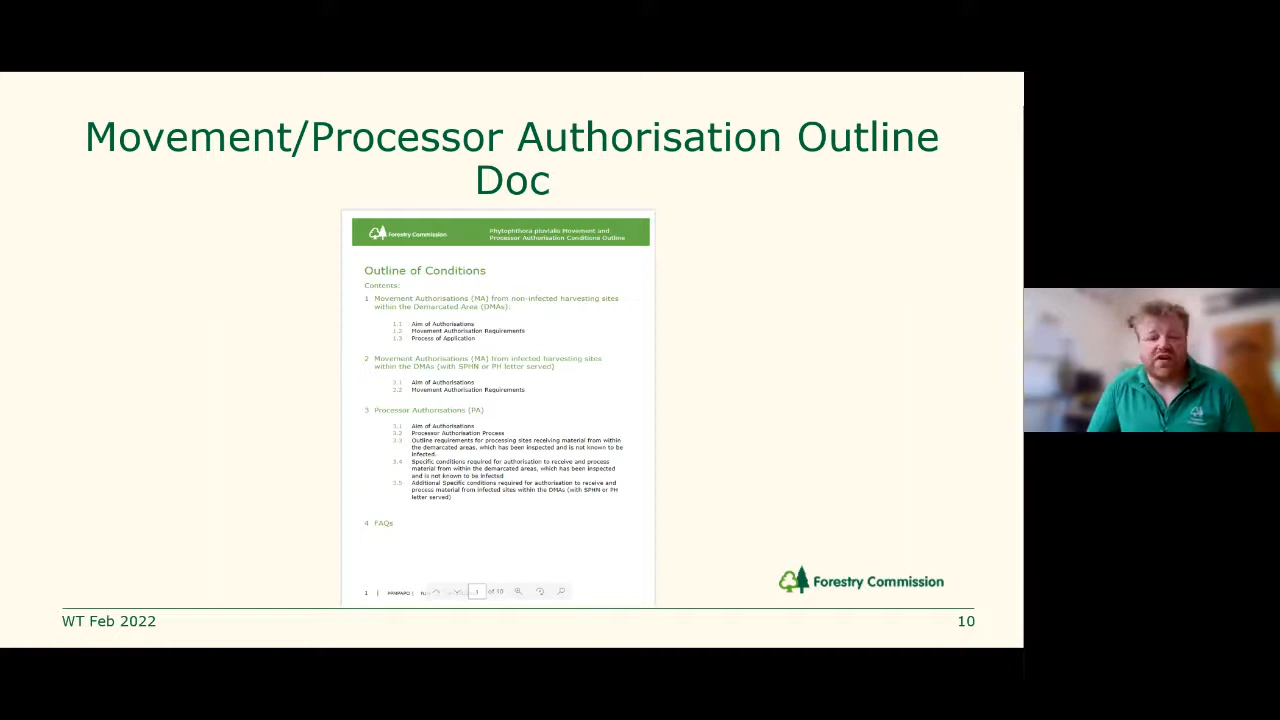 Movement/Processor Authorisation Outline
Doc
Forestry Commission
Phytophthora pluvialis Movement and
Processor Authorisation Conditions Outline
Outline of Conditions
Contents:
1 Movement Authorisations (MA) from non-infected harvesting sites
within the Demarcated Area (DMAs).
1.1 Aim of Authorisations
1.2 Movement Authorisation Requirements
1.3 Process of Application
2 Movement Authorisations (MA) from infected harvesting sites
within the DMAs (with SPHN or PH letter served)
2.1 Aim of Authorisations
2.2 Movement Authorisation Requirements
3 Processor Authorisations (PA)
3.1 Aim of Authorisations
3.2 Processor Authorisation Process
3.3 Outline requirements for processing sites receiving material from within
the demarcated areas, which has been inspected and is not known to be
infected.
3.4 Specific conditions required for authorisation to receive and process
material from within the demarcated areas, which has been inspected
and is not known to be infected
3.5 Additional Specific conditions required for authorisation to receive and
process material from infected sites within the DMAs (with SPHN or PH
letter served)
4 FAQs
1 |
1 of 10
Forestry Commission
WT Feb 2022
10